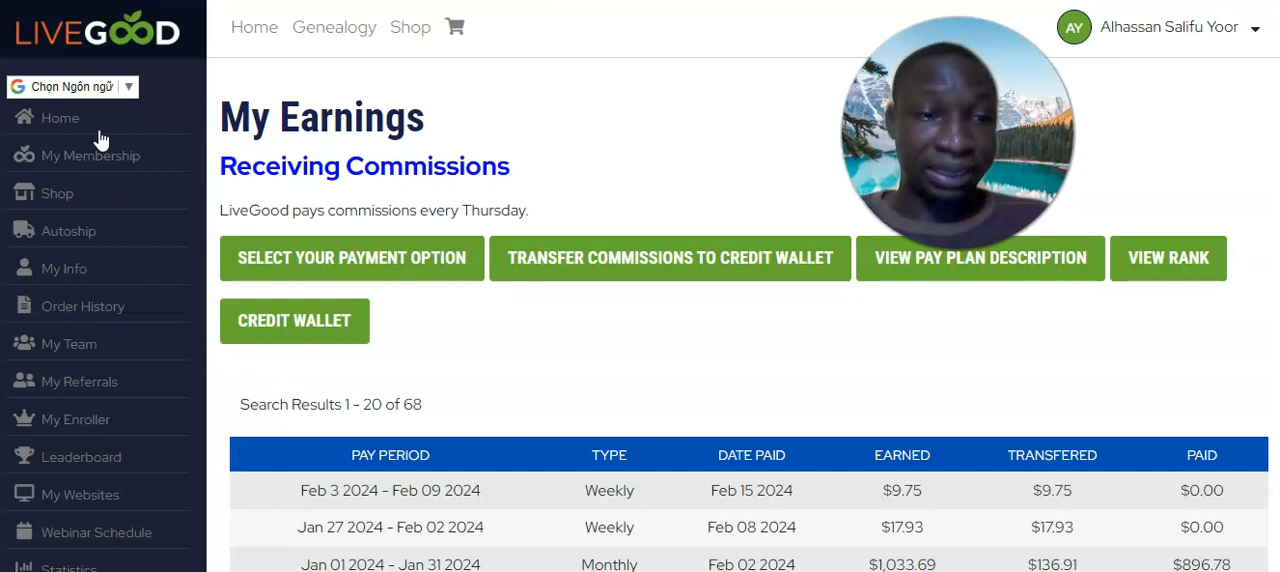 LIVEGOOD
Home Genealogy Shop
AY Alhassan Salifu Yoor
Chọn Ngôn ngữ
Home
My Membership
Shop
Autoship
My Info
Order History
My Team
My Referrals
My Enroller
Leaderboard
My Websites
Webinar Schedule
Statistics
My Earnings
Receiving Commissions
LiveGood pays commissions every Thursday.
SELECT YOUR PAYMENT OPTION TRANSFER COMMISSIONS TO CREDIT WALLET VIEW PAY PLAN DESCRIPTION VIEW RANK
CREDIT WALLET
Search Results 1 - 20 of 68
PAY PERIOD TYPE DATE PAID EARNED TRANSFERED PAID
Feb 3 2024 - Feb 09 2024 Weekly Feb 15 2024 $9.75 $9.75 $0.00
Jan 27 2024 - Feb 02 2024 Weekly Feb 08 2024 $17.93 $17.93 $0.00
Jan 01 2024 - Jan 31 2024 Monthly Feb 02 2024 $1,033.69 $136.91 $896.78